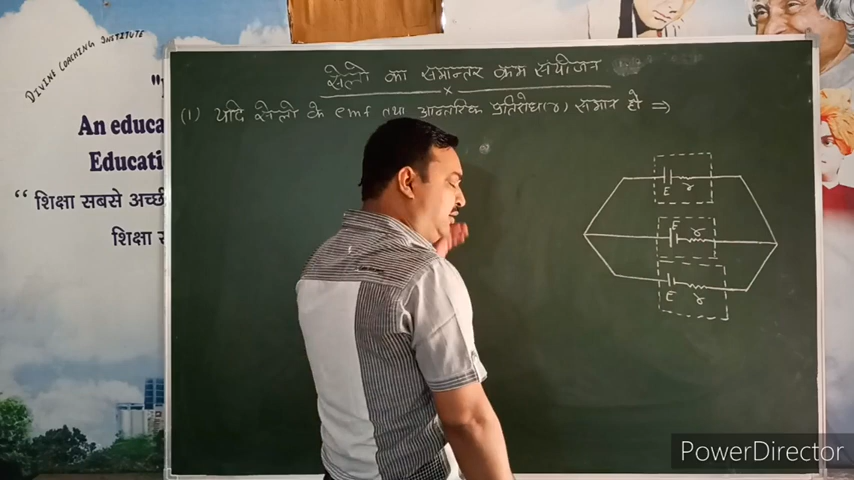 DIVINE COACHING INSTITUTE
"
An educa
Educati
“ शिक्षा सबसे अच्छी
शिक्षा स
सेलो का समान्तर क्रम संयोजन
x
(1) यदि सेलो के emf तथा आन्तरिक प्रतिरोध (r) समान हो ⇒
E r
E r
E r
PowerDirector